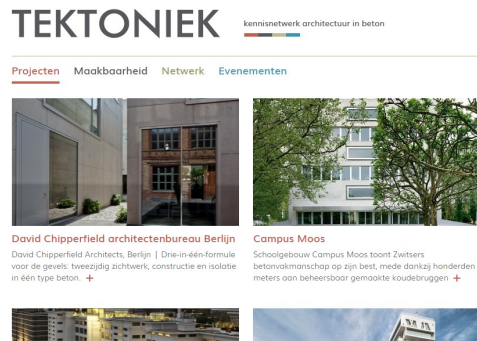 TEKTONIEK
kennisnetwerk architectuur in beton
Projecten Maakbaarheid Netwerk Evenementen
David Chipperfield architectenbureau Berlijn
David Chipperfield Architects, Berlijn | Drie-in-één-formule
voor de gevels: tweezijdig zichtwerk, constructie en isolatie
in één type beton. +
Campus Moos
Schoolgebouw Campus Moos toont Zwitsers
betonvakmanschap op zijn best, mede dankzij honderden
meters aan beheersbaar gemaakte koudebruggen +